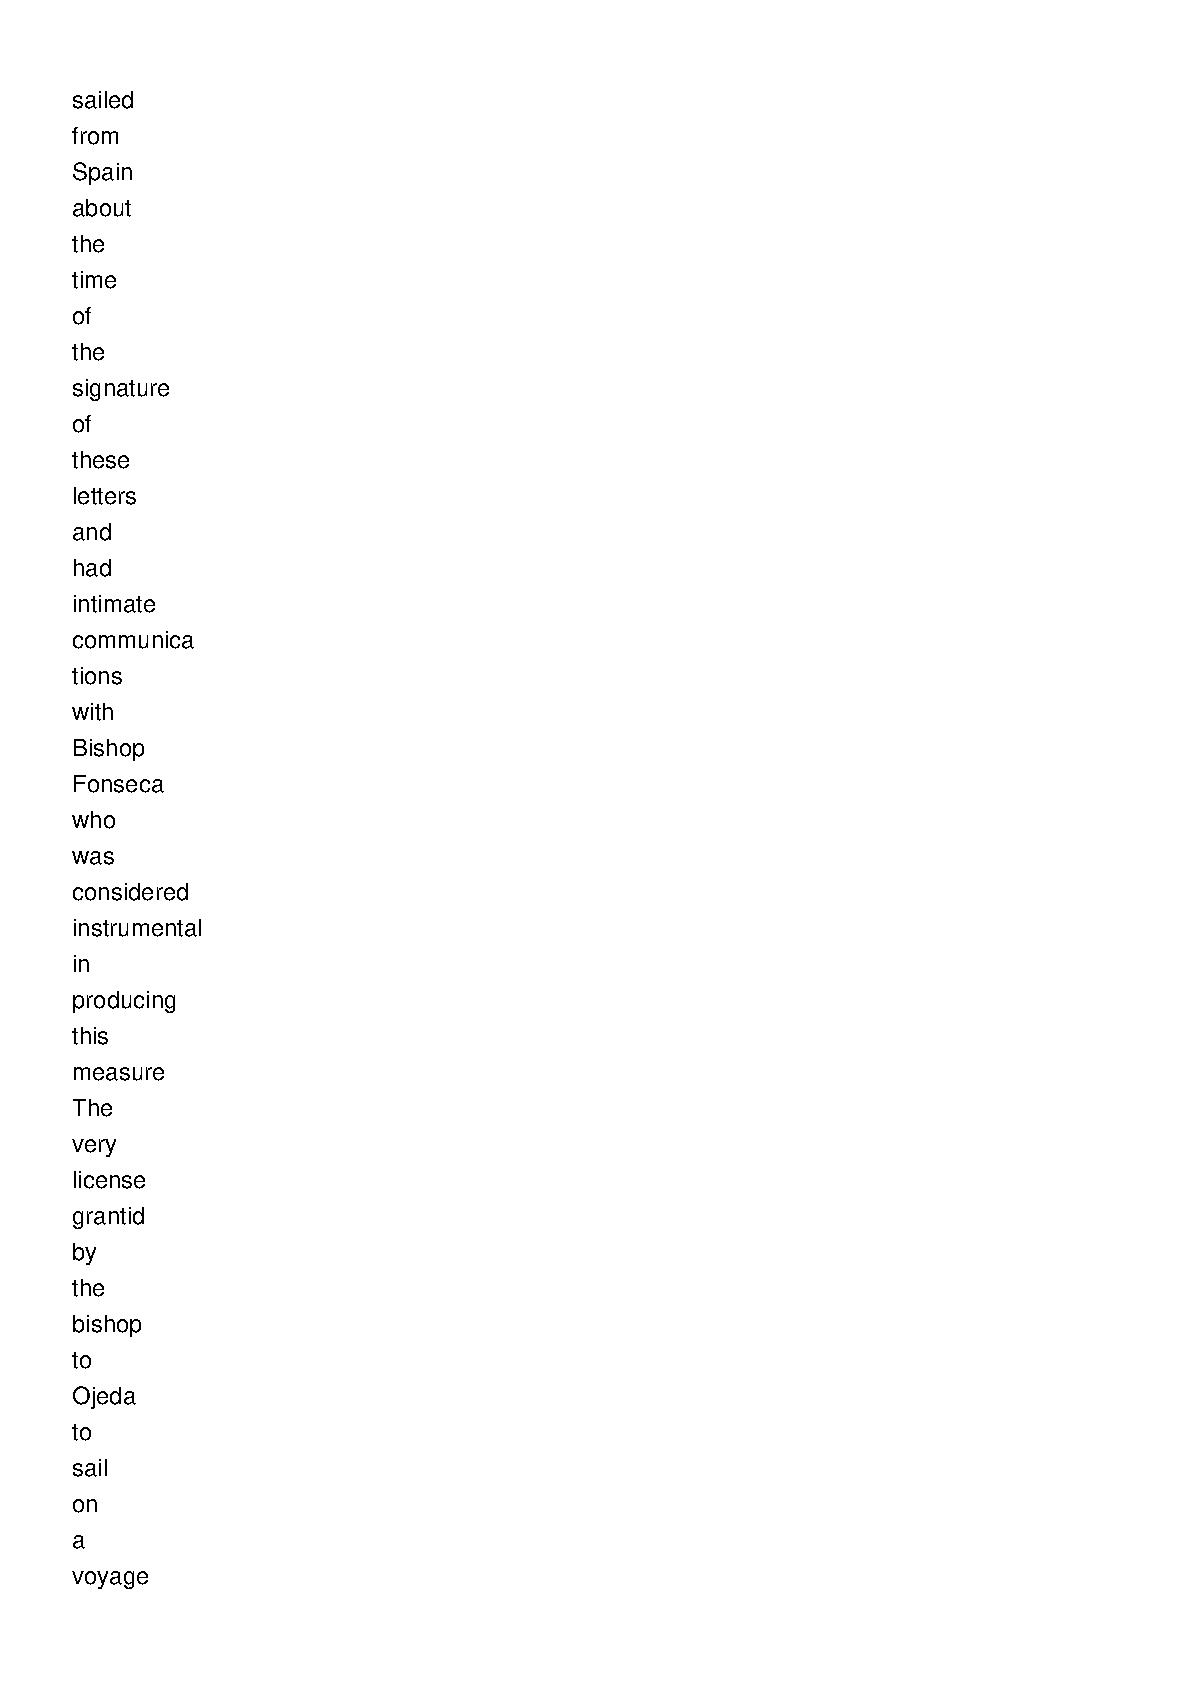 sailed
from
Spain
about
the
time
of
the
signature
of
these
letters
and
had
intimate
communica
tions
with
Bishop
Fonseca
who
was
considered
instrumental
in
producing
this
measure
The
very
license
grantid
by
the
bishop
to
Ojeda
to
sail
on
a
voyage